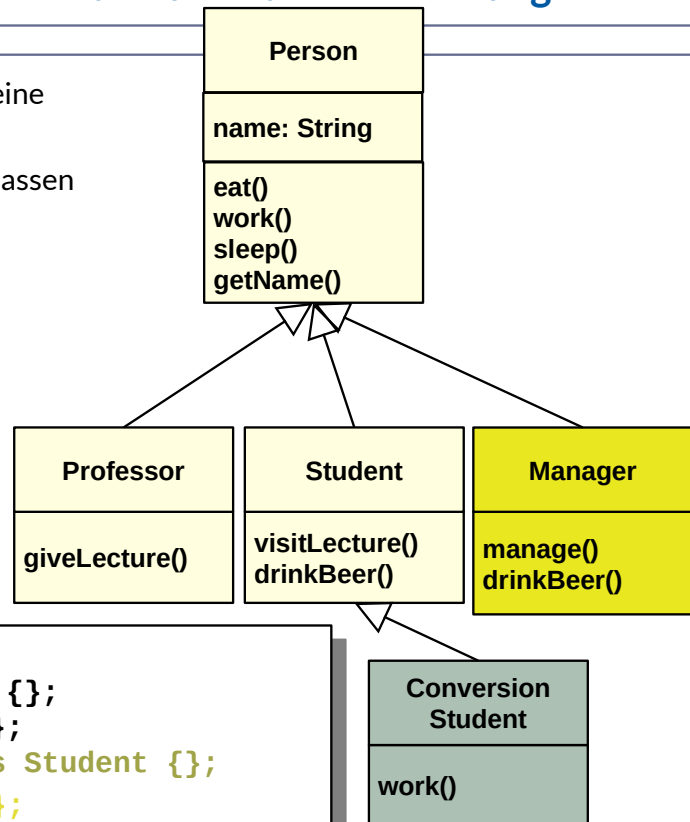 Person
eine
name: String
assen
eat()
work()
sleep()
getName()
Professor
giveLecture()
Student
visitLecture()
drinkBeer()
Manager
manage()
drinkBeer()
{};
};
s Student {};
};
Conversion
Student
work()